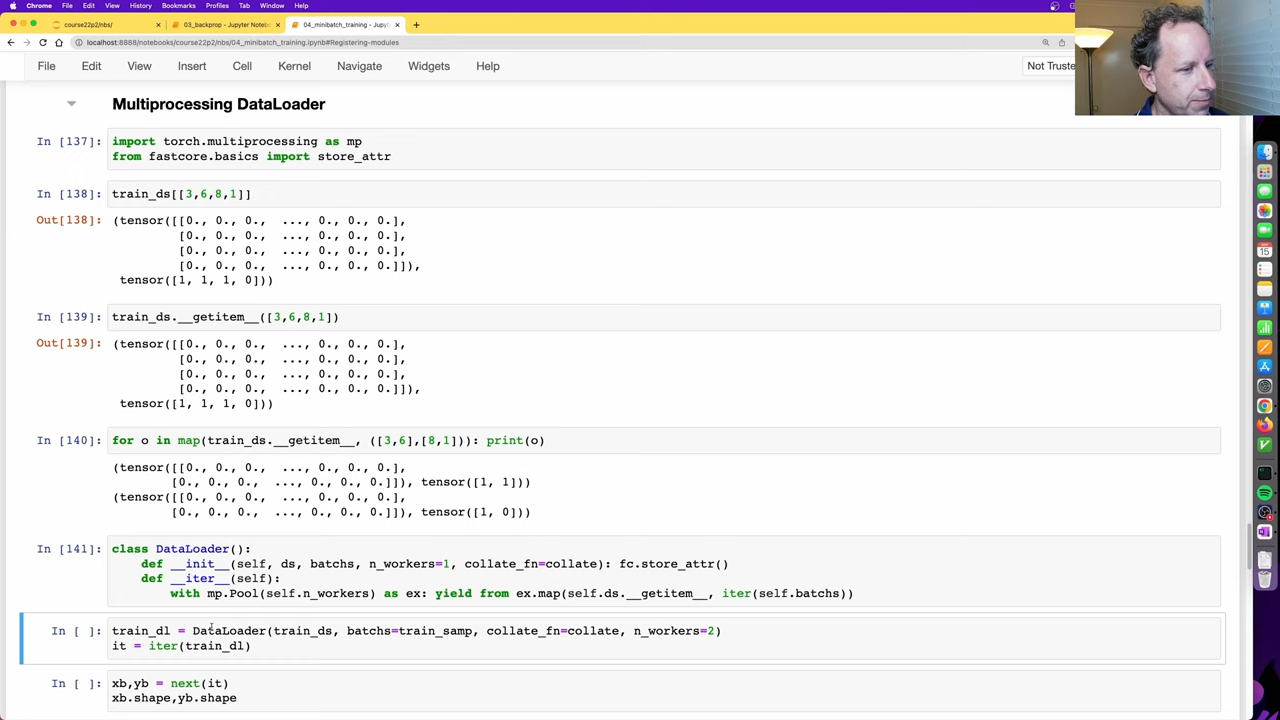 Chrome File Edit View History Bookmarks Profiles Tab Window Help
course22p2/nbs/
03_backprop - Jupyter Noteb
04_minibatch_training - Jupyte
localhost:8888/notebooks/course22p2/nbs/04_minibatch_training.ipynb#Registering-modules
File Edit View Insert Cell Kernel Navigate Widgets Help
Not Truste
Multiprocessing DataLoader
In [137]: import torch.multiprocessing as mp
from fastcore.basics import store_attr
In [138]: train_ds[[3,6,8,1]]
Out[138]: (tensor([[0., 0., 0., ..., 0., 0., 0.],
[0., 0., 0., ..., 0., 0., 0.],
[0., 0., 0., ..., 0., 0., 0.],
[0., 0., 0., ..., 0., 0., 0.]]),
tensor([1, 1, 1, 0]))
In [139]: train_ds.__getitem__([3,6,8,1])
Out[139]: (tensor([[0., 0., 0., ..., 0., 0., 0.],
[0., 0., 0., ..., 0., 0., 0.],
[0., 0., 0., ..., 0., 0., 0.],
[0., 0., 0., ..., 0., 0., 0.]]),
tensor([1, 1, 1, 0]))
In [140]: for o in map(train_ds.__getitem__, ([3,6],[8,1])): print(o)
(tensor([[0., 0., 0., ..., 0., 0., 0.],
[0., 0., 0., ..., 0., 0., 0.]]), tensor([1, 1]))
(tensor([[0., 0., 0., ..., 0., 0., 0.],
[0., 0., 0., ..., 0., 0., 0.]]), tensor([1, 0]))
In [141]: class DataLoader():
def __init__(self, ds, batchs, n_workers=1, collate_fn=collate): fc.store_attr()
def __iter__(self):
with mp.Pool(self.n_workers) as ex: yield from ex.map(self.ds.__getitem__, iter(self.batchs))
In [ ]: train_dl = DataLoader(train_ds, batchs=train_samp, collate_fn=collate, n_workers=2)
it = iter(train_dl)
In [ ]: xb,yb = next(it)
xb.shape,yb.shape
15